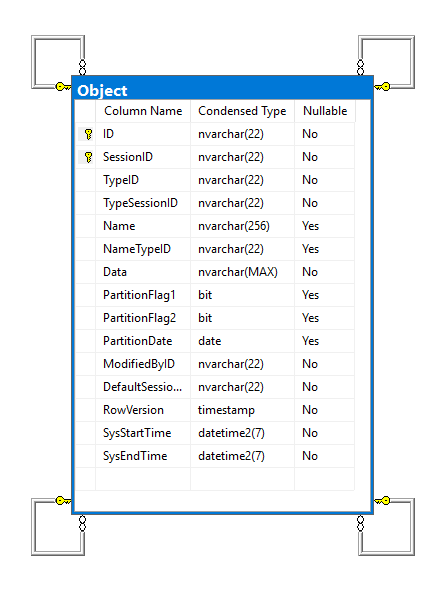 Object
Column Name Condensed Type Nullable
ID nvarchar(22) No
SessionID nvarchar(22) No
TypeID nvarchar(22) No
TypeSessionID nvarchar(22) No
Name nvarchar(256) Yes
NameTypeID nvarchar(22) Yes
Data nvarchar(MAX) No
PartitionFlag1 bit Yes
PartitionFlag2 bit Yes
PartitionDate date Yes
ModifiedByID nvarchar(22) No
DefaultSessio... nvarchar(22) No
RowVersion timestamp No
SysStartTime datetime2(7) No
SysEndTime datetime2(7) No